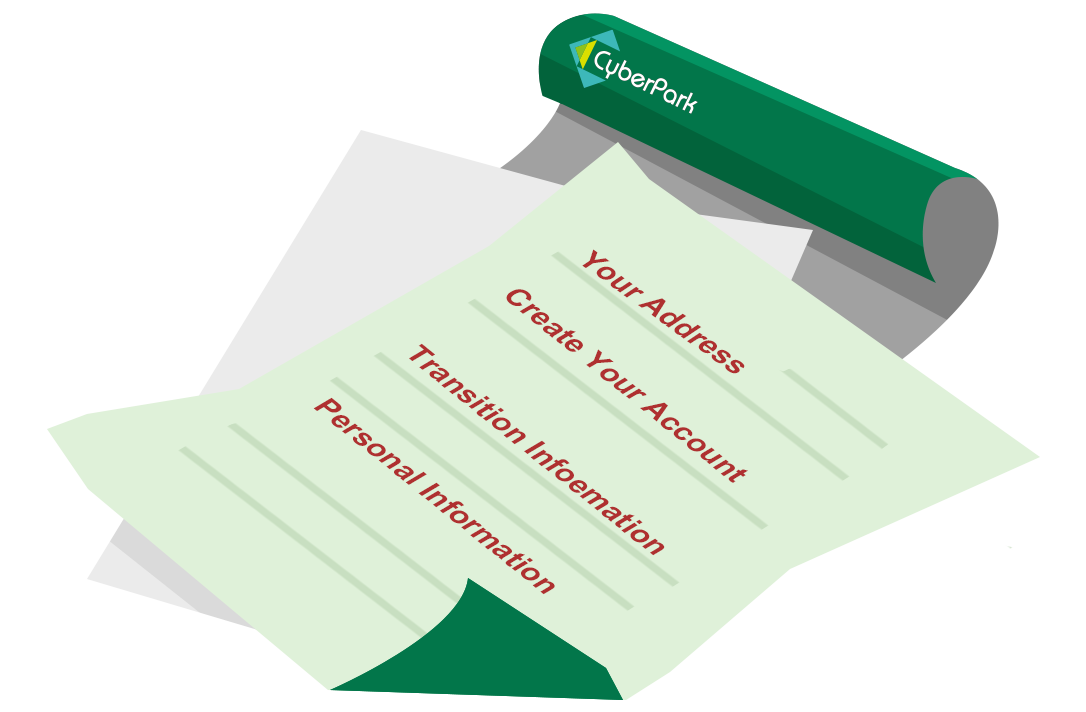 CyberPark
Your Address
Create Your Account
Transition Infoemation
Personal Information